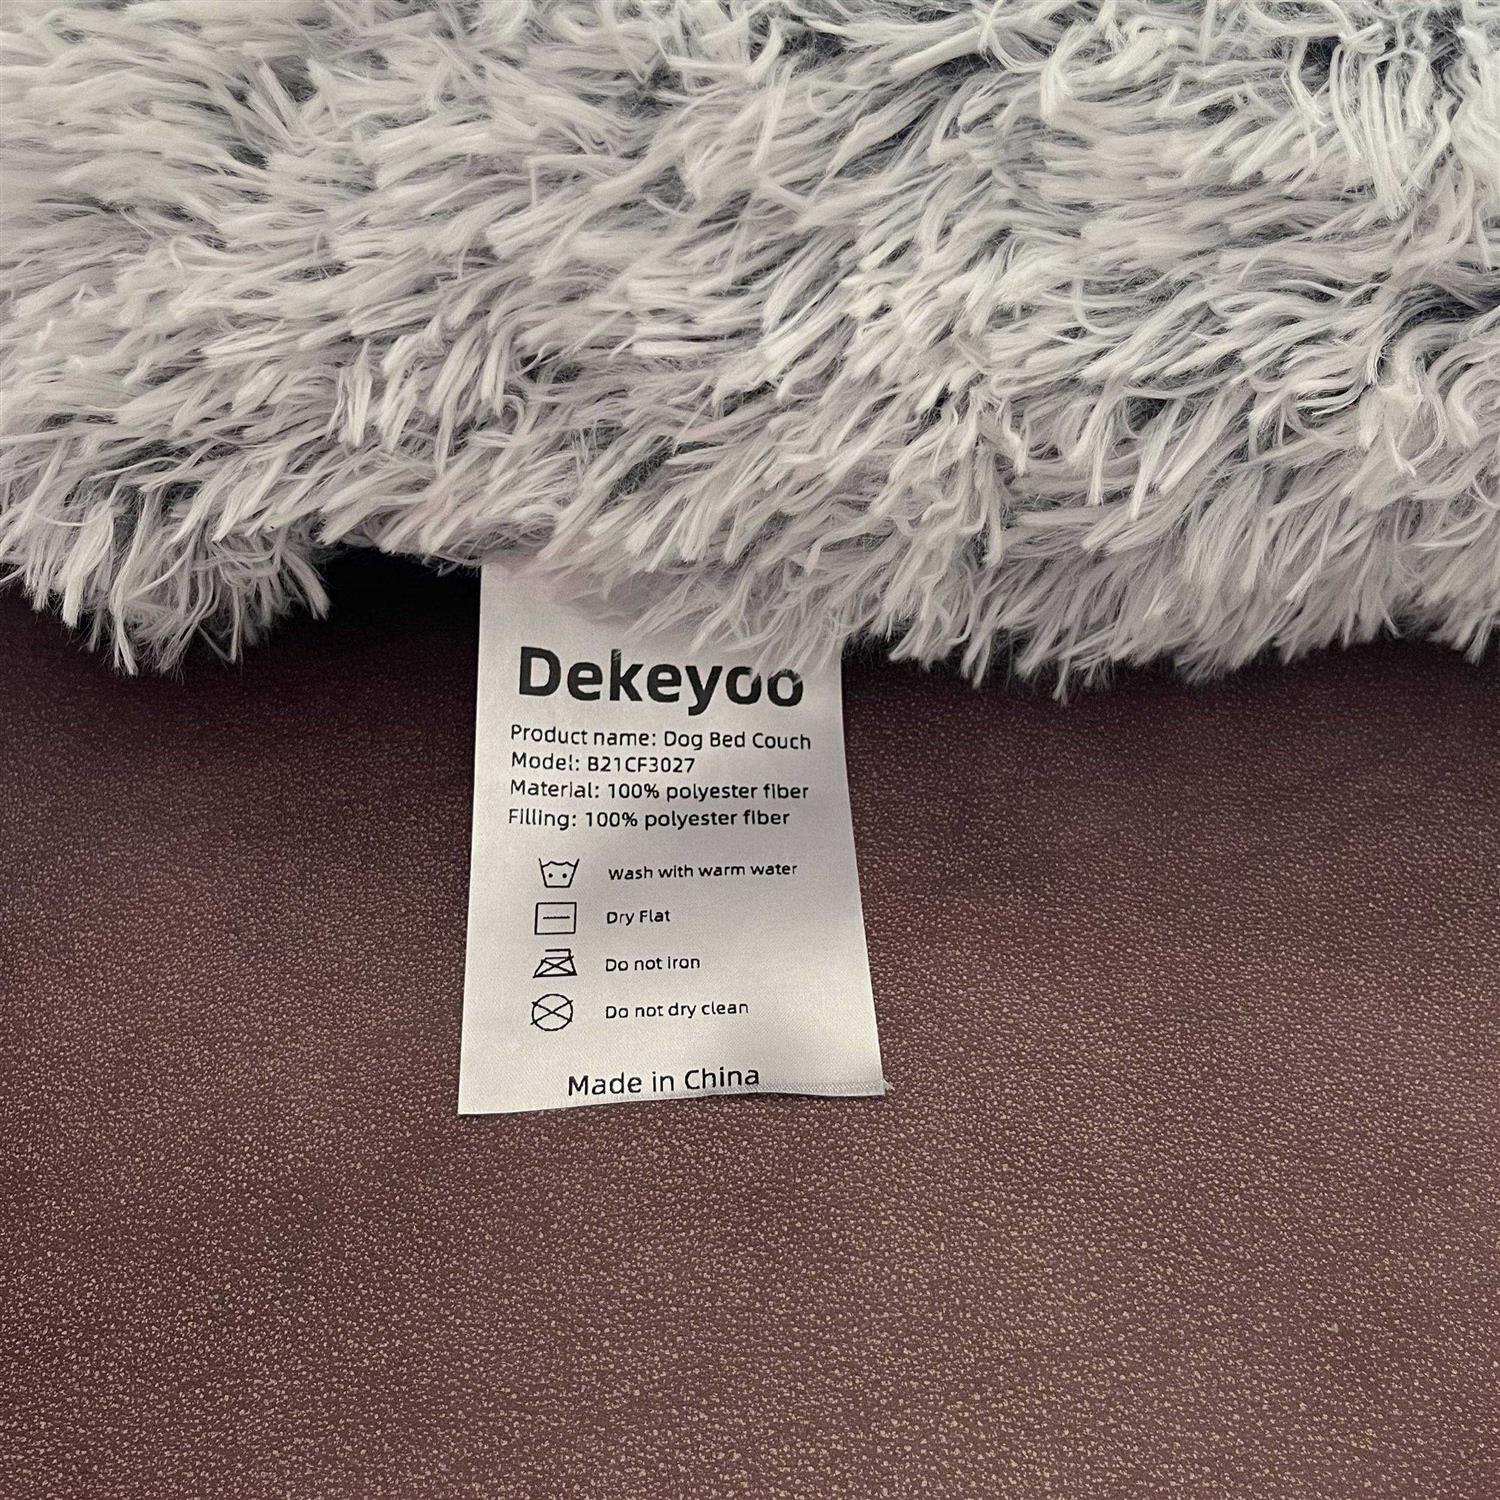 Dekeyoo
Product name: Dog Bed Couch
Model: B21CF3027
Material: 100% polyester fiber
Filling: 100% polyester fiber
Wash with warm water
Dry Flat
Do not iron
Do not dry clean
Made in China